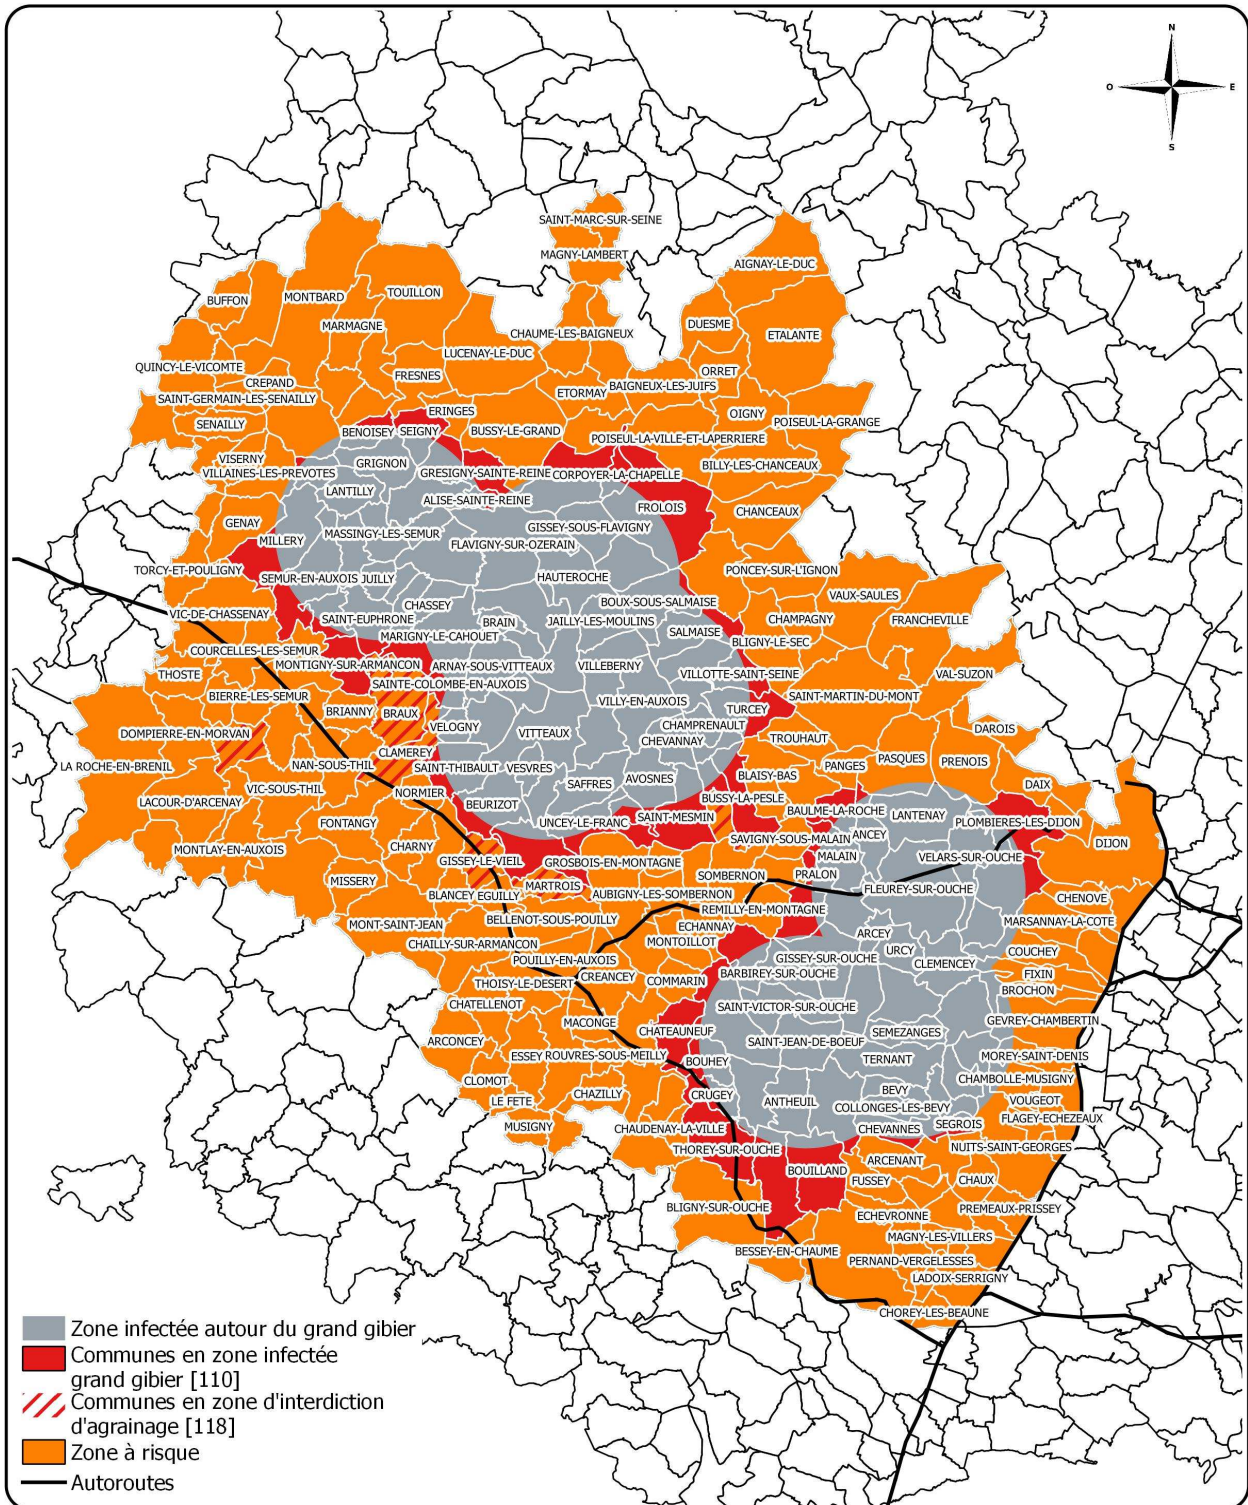 N
O
E
S
SAINT-MARC-SUR-SEINE
MAGNY-LAMBERT
AIGNAY-LE-DUC
BUFFON
MONTBARD
TOUILLON
MARMAGNE
CHAUME-LES-BAIGNEUX
DUESME
ETALANTE
LUCENAY-LE-DUC
QUINCY-LE-VICOMTE
CREPAND
FRESNES
ORRET
BAIGNEUX-LES-JUIFS
ETORMAY
SAINT-GERMAIN-LES-SENAILLY
ERINGES
OIGNY
POISEUL-LA-GRANGE
SENAILLY
BENOISEY
SEIGNY
BUSSY-LE-GRAND
POISEUL-LA-VILLE-ET-LAPERRIERE
VISERNY
GRIGNON
VILLAINES-LES-PREVOTES
GRESIGNY-SAINTE-REINE
CORPOYER-LA-CHAPELLE
BILLY-LES-CHANCEAUX
LANTILLY
ALISE-SAINTE-REINE
FROLOIS
CHANCEAUX
GENAY
MILLERY
MASSINGY-LES-SEMUR
GISSEY-SOUS-FLAVIGNY
FLAVIGNY-SUR-OZERAIN
TORCY-ET-POULIGNY
SEMUR-EN-AUXOIS
JUILLY
HAUTEROCHE
PONCEY-SUR-L'IGNON
VAUX-SAULES
VIC-DE-CHASSENAY
SAINT-EUPHRONE
CHASSEY
BRAIN
BOUX-SOUS-SALMAISE
JAILLY-LES-MOULINS
CHAMPAGNY
FRANCHEVILLE
SALMAISE
MARIGNY-LE-CAHOUET
BLIGNY-LE-SEC
COURCELLES-LES-SEMUR
MONTIGNY-SUR-ARMANCON
ARNAY-SOUS-VITTEAUX
VILLEBERNY
THOSTE
SAINTE-COLOMBE-EN-AUXOIS
VILLOTTE-SAINT-SEINE
VAL-SUZON
BIERRE-LES-SEMUR
SAINT-MARTIN-DU-MONT
VILLY-EN-AUXOIS
BRIANNY
BRAUX
TURCEY
VELOGNY
CHAMPRENAULT
DAROIS
DOMPIERRE-EN-MORVAN
VITTEAUX
CHEVANNAY
TROUHAUT
CLAMEREY
PASQUES
PRENOIS
LA ROCHE-EN-BRENIL
NAN-SOUS-THIL
SAINT-THIBAULT
VESVRES
PANGES
AVOSNES
BLAISY-BAS
SAFFRES
DAIX
VIC-SOUS-THIL
NORMIER
LACOUR-D'ARCENAY
BEURIZOT
BUSSY-LA-PESLE
BAULME-LA-ROCHE
LANTENAY
SAINT-MESMIN
PLOMBIERES-LES-DIJON
FONTANGY
UNCEY-LE-FRANC
ANCEY
SAVIGNY-SOUS-MALAIN
DIJON
CHARNY
MONTLAY-EN-AUXOIS
MALAIN
VELARS-SUR-OUCHE
GISSEY-LE-VIEIL
GROSBOIS-EN-MONTAGNE
SOMBERNON
PRALON
MISSERY
MARTROIS
FLEUREY-SUR-OUCHE
BLANCEY
EGUILLY
AUBIGNY-LES-SOMBERNON
CHENOVE
REMILLY-EN-MONTAGNE
BELLENOT-SOUS-POUILLY
MARSANNAY-LA-COTE
MONT-SAINT-JEAN
ECHANNAY
ARCEY
CHAILLY-SUR-ARMANCON
MONTOILLOT
URCY
COUCHEY
POUILLY-EN-AUXOIS
GISSEY-SUR-OUCHE
CLEMENCEY
CREANCEY
BARBIREY-SUR-OUCHE
FIXIN
THOISY-LE-DESERT
COMMARIN
BROCHON
CHATELLENOT
SAINT-VICTOR-SUR-OUCHE
MACONGE
GEVREY-CHAMBERTIN
CHATEAUNEUF
SEMEZANGES
ARCONCEY
SAINT-JEAN-DE-BOEUF
ESSEY
ROUVRES-SOUS-MEILLY
MOREY-SAINT-DENIS
BOUHEY
TERNANT
CLOMOT
CHAMBOLLE-MUSIGNY
BEVY
CHAZILLY
CRUGEY
LE FETE
ANTHEUIL
VOUGEOT
COLLONGES-LES-BEVY
MUSIGNY
FLAGEY-ECHEZEAUX
CHAUDENAY-LA-VILLE
CHEVANNES
SEGROIS
THOREY-SUR-OUCHE
NUITS-SAINT-GEORGES
ARCENANT
BOUILLAND
FUSSEY
CHAUX
BLIGNY-SUR-OUCHE
PREMEAUX-PRISSEY
ECHEVRONNE
MAGNY-LES-VILLERS
BESSEY-EN-CHAUME
PERNAND-VERGELESSES
LADOIX-SERRIGNY
CHOREY-LES-BEAUNE
Zone infectée autour du grand gibier
Communes en zone infectée
grand gibier [110]
Communes en zone d'interdiction
d'agrainage [118]
Zone à risque
Autoroutes